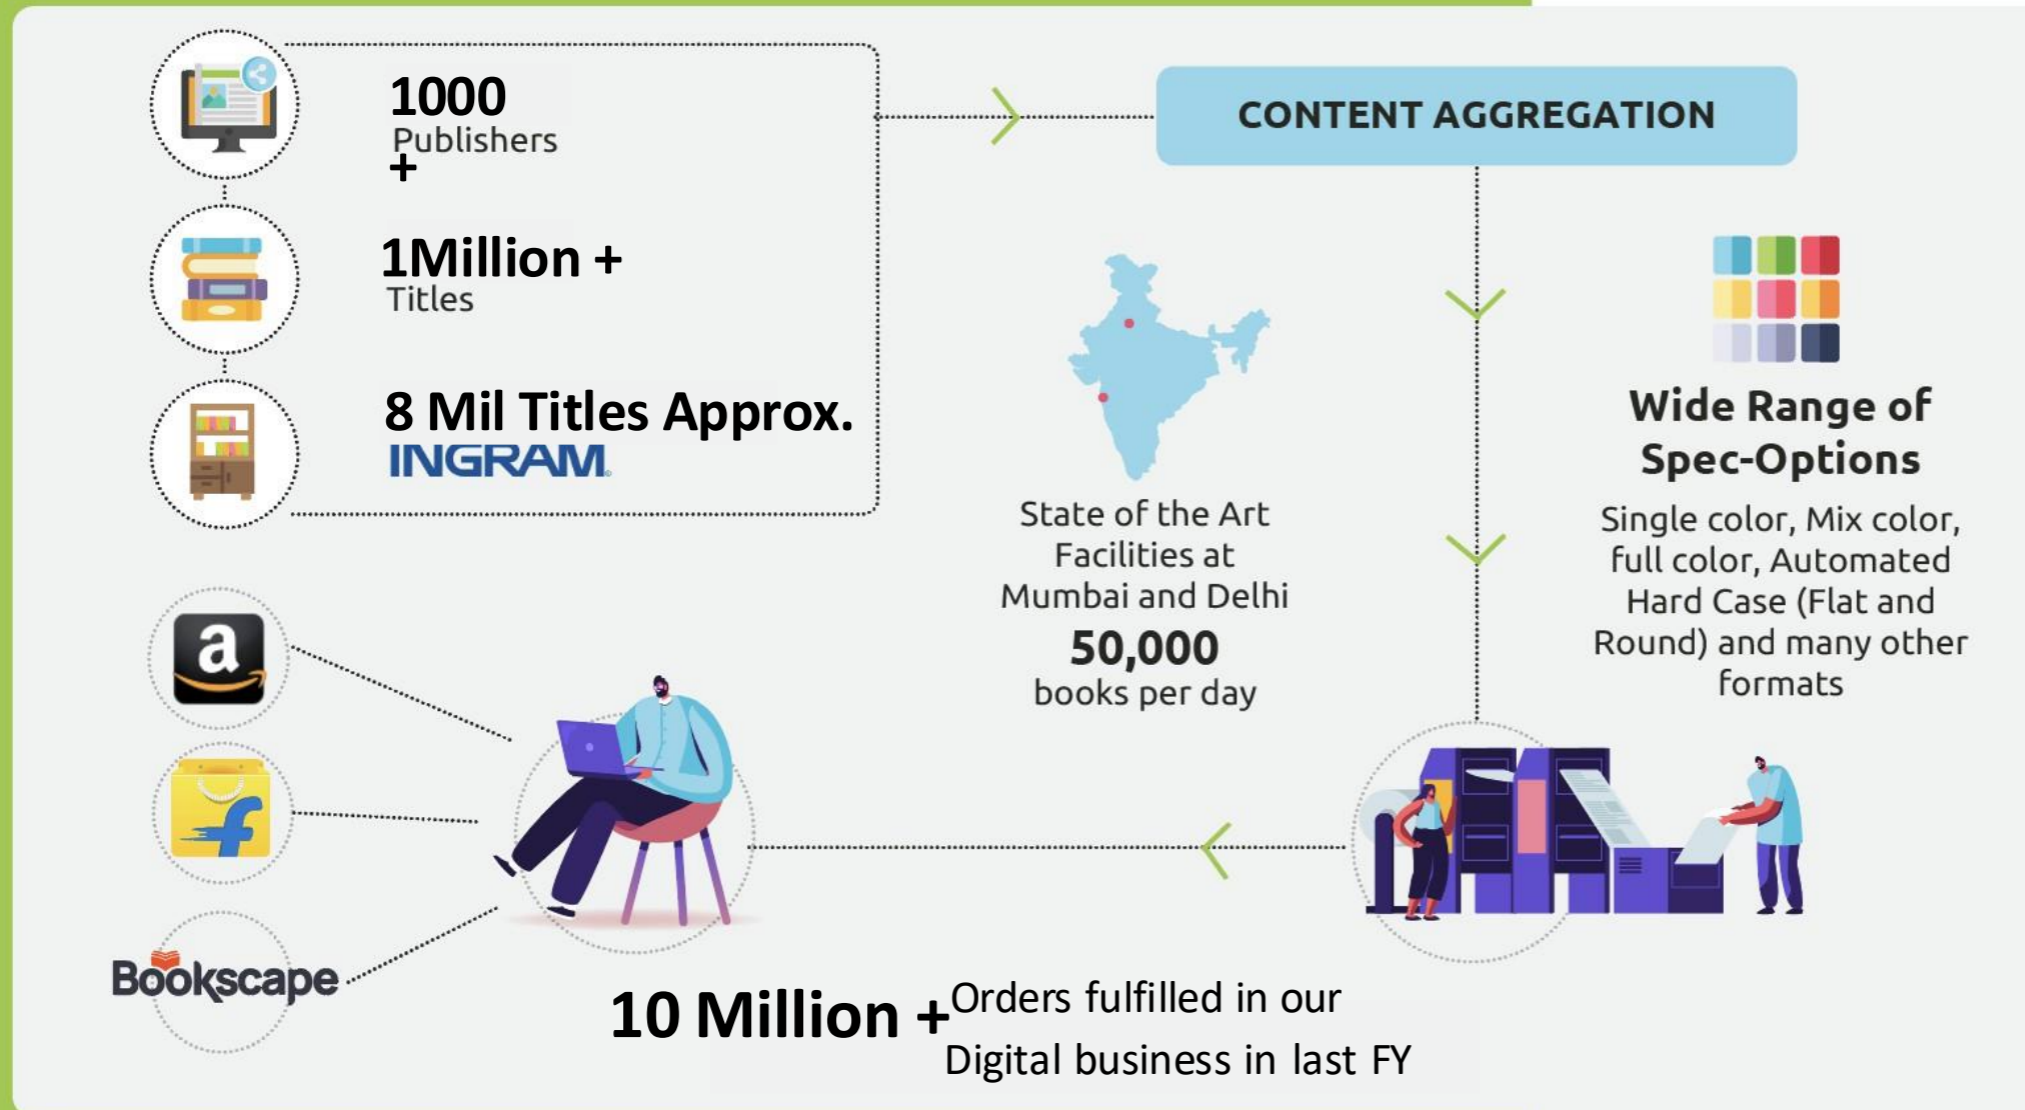 1000
Publishers
+
1Million +
Titles
8 Mil Titles Approx.
INGRAM
CONTENT AGGREGATION
State of the Art
Facilities at
Mumbai and Delhi
50,000
books per day
Wide Range of
Spec-Options
Single color, Mix color,
full color, Automated
Hard Case (Flat and
Round) and many other
formats
a
f
Bookscape
10 Million + Orders fulfilled in our
Digital business in last FY